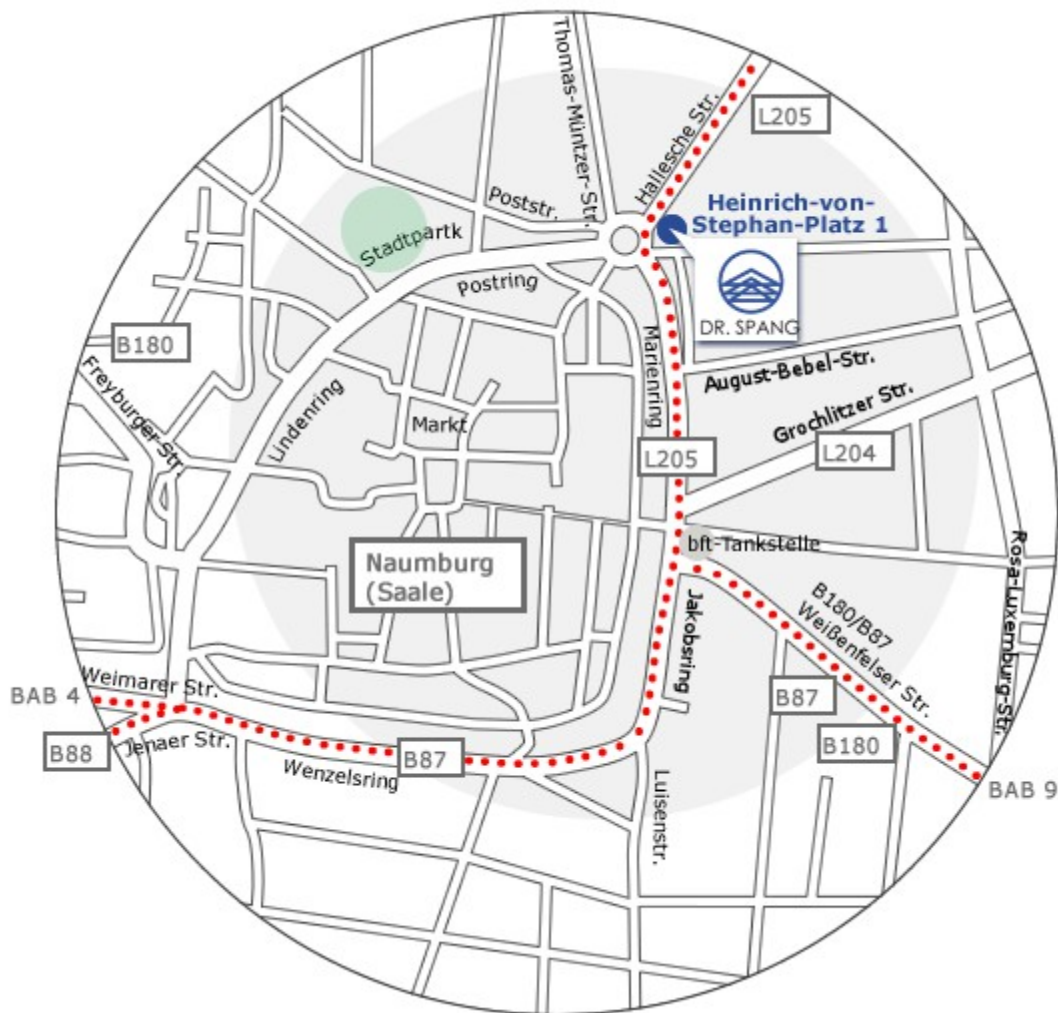 Thomas-Müntzer-Str.
Hallesche Str.
L205
Heinrich-von-
Stephan-Platz 1
Poststr.
Stadtpartk
Postring
DR. SPANG
B180
Freyburger Str.
Lindenring
Markt
Marienring
August-Bebel-Str.
Grochlitzer Str.
L205
L204
bft-Tankstelle
Naumburg
(Saale)
Rosa-Luxemburg-Str.
B180/B87
Weißenfelser Str.
Jakobsring
Weimarer Str.
BAB 4
B88
Jenaer Str.
Wenzelsring
B87
B87
B180
BAB 9
Luisenstr.